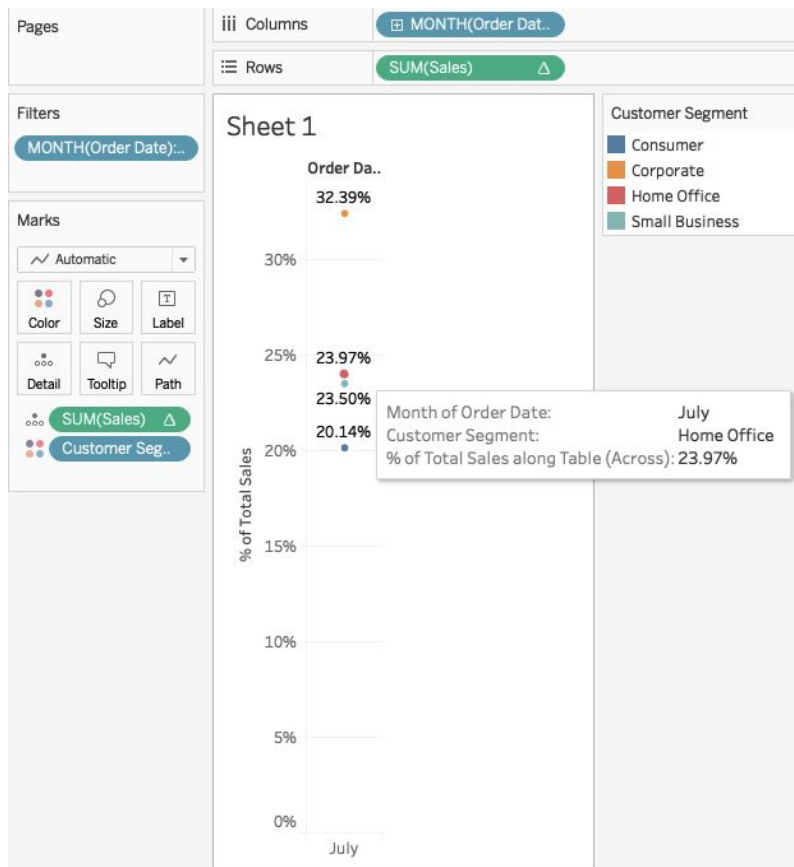 Pages
Columns
MONTH(Order Dat..
Rows
SUM(Sales)
Filters
MONTH(Order Date):...
Marks
Automatic
Color
Size
Label
Detail
Tooltip
Path
SUM(Sales)
Customer Seg..
Sheet 1
Order Da..
32.39%
30%
25%
23.97%
23.50%
20.14%
20%
15%
10%
5%
0%
% of Total Sales
July
Month of Order Date: July
Customer Segment: Home Office
% of Total Sales along Table (Across): 23.97%
Customer Segment
Consumer
Corporate
Home Office
Small Business